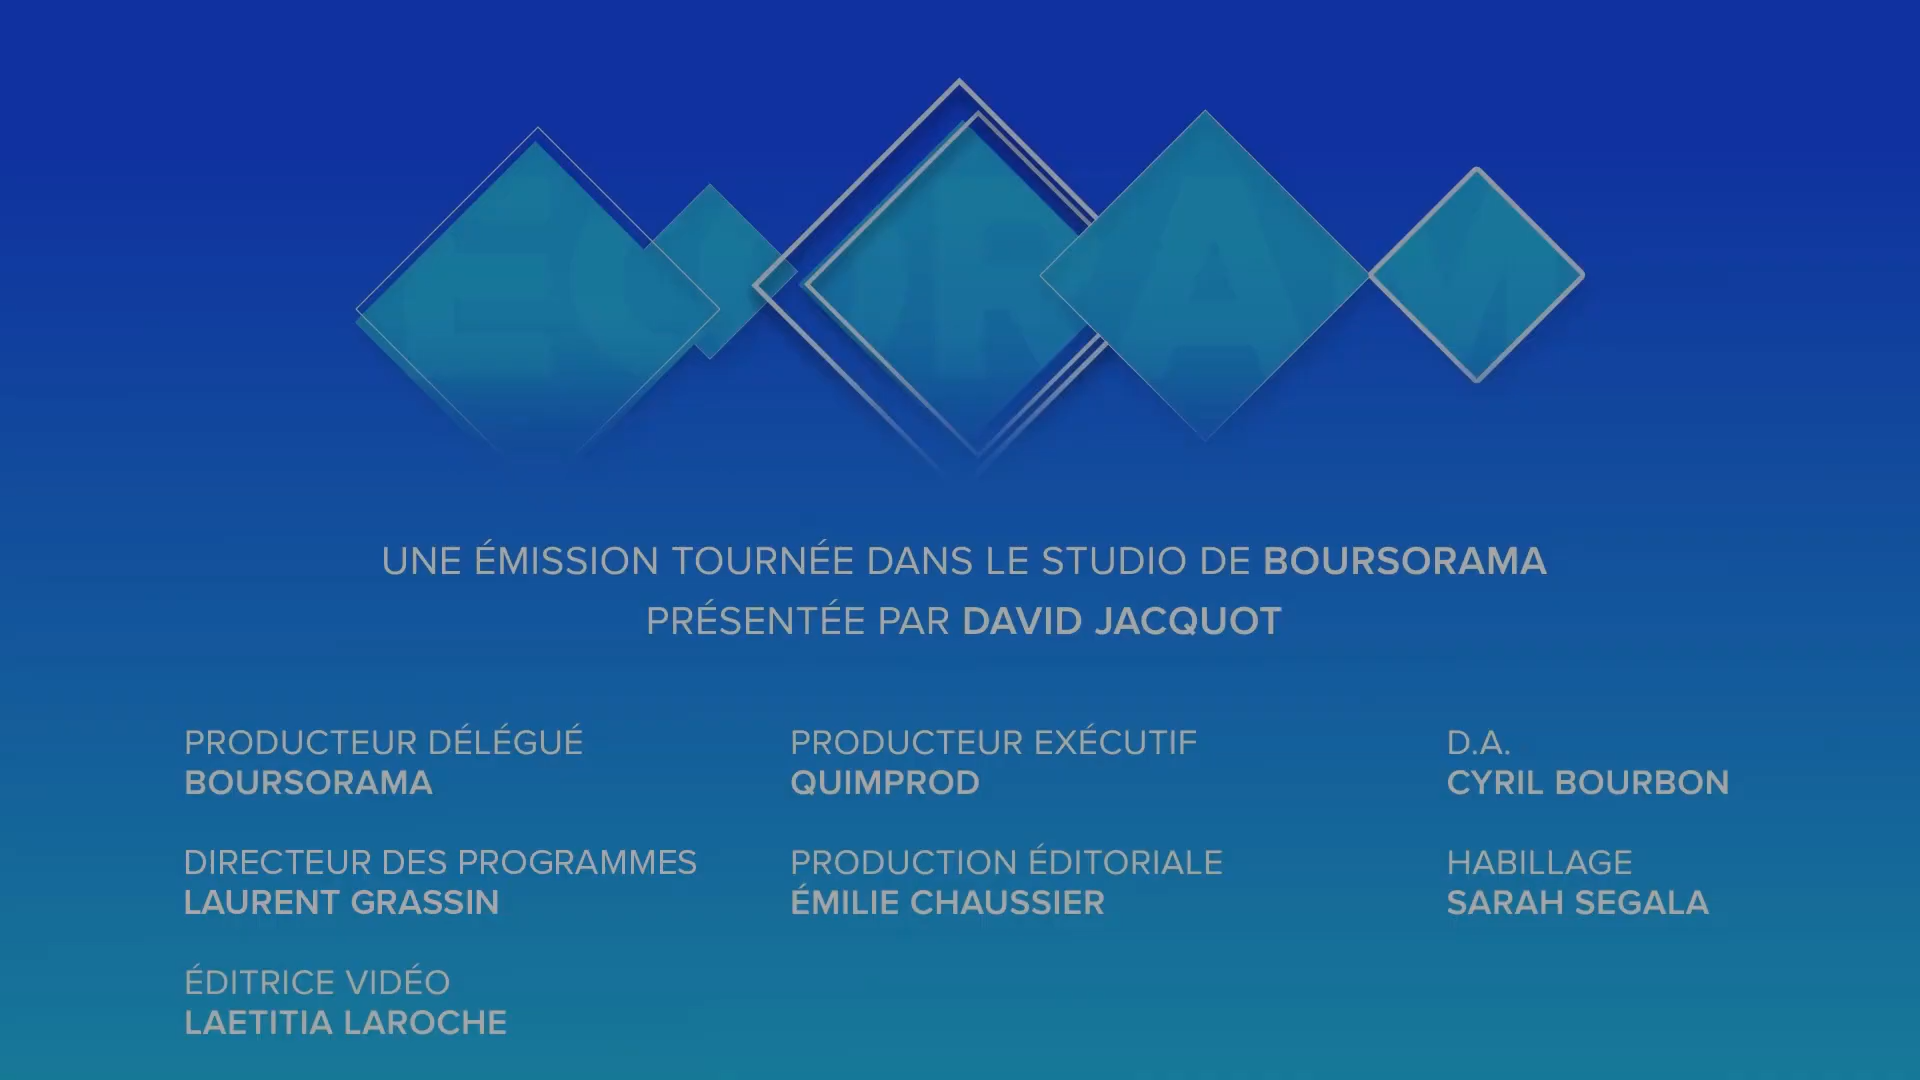 ECORAM
UNE ÉMISSION TOURNÉE DANS LE STUDIO DE BOURSORAMA
PRÉSENTÉE PAR DAVID JACQUOT
PRODUCTEUR DÉLÉGUÉ
BOURSORAMA
PRODUCTEUR EXÉCUTIF
QUIMPROD
D.A.
CYRIL BOURBON
DIRECTEUR DES PROGRAMMES
LAURENT GRASSIN
PRODUCTION ÉDITORIALE
ÉMILIE CHAUSSIER
HABILLAGE
SARAH SEGALA
ÉDITRICE VIDÉO
LAETITIA LAROCHE